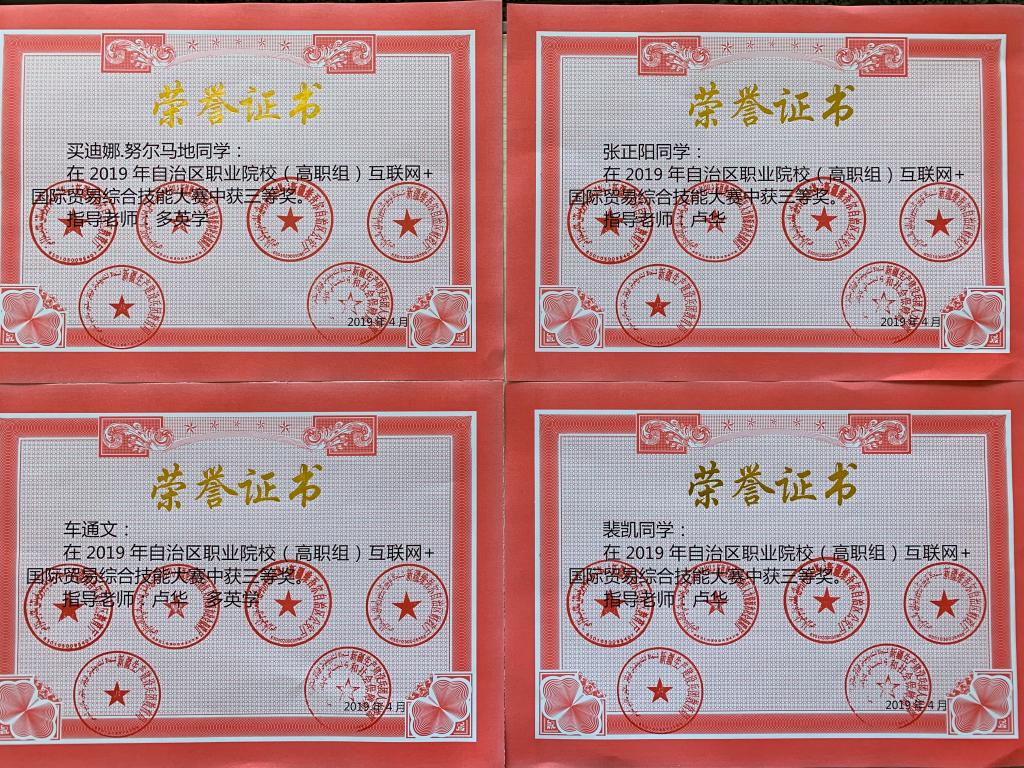 荣誉证书
买迪娜.努尔马地同学：
在 2019 年自治区职业院校（高职组）互联网+
国际贸易综合技能大赛中获三等奖。
指导老师 多英学
2019 年 4 月
荣誉证书
张正阳同学：
在 2019 年自治区职业院校（高职组）互联网+
国际贸易综合技能大赛中获三等奖。
指导老师 卢华
2019 年 4 月
荣誉证书
车通文：
在 2019 年自治区职业院校（高职组）互联网+
国际贸易综合技能大赛中获三等奖。
指导老师 卢华 多英学
2019 年 4 月
荣誉证书
裴凯同学：
在 2019 年自治区职业院校（高职组）互联网+
国际贸易综合技能大赛中获三等奖。
指导老师 卢华
2019 年 4 月